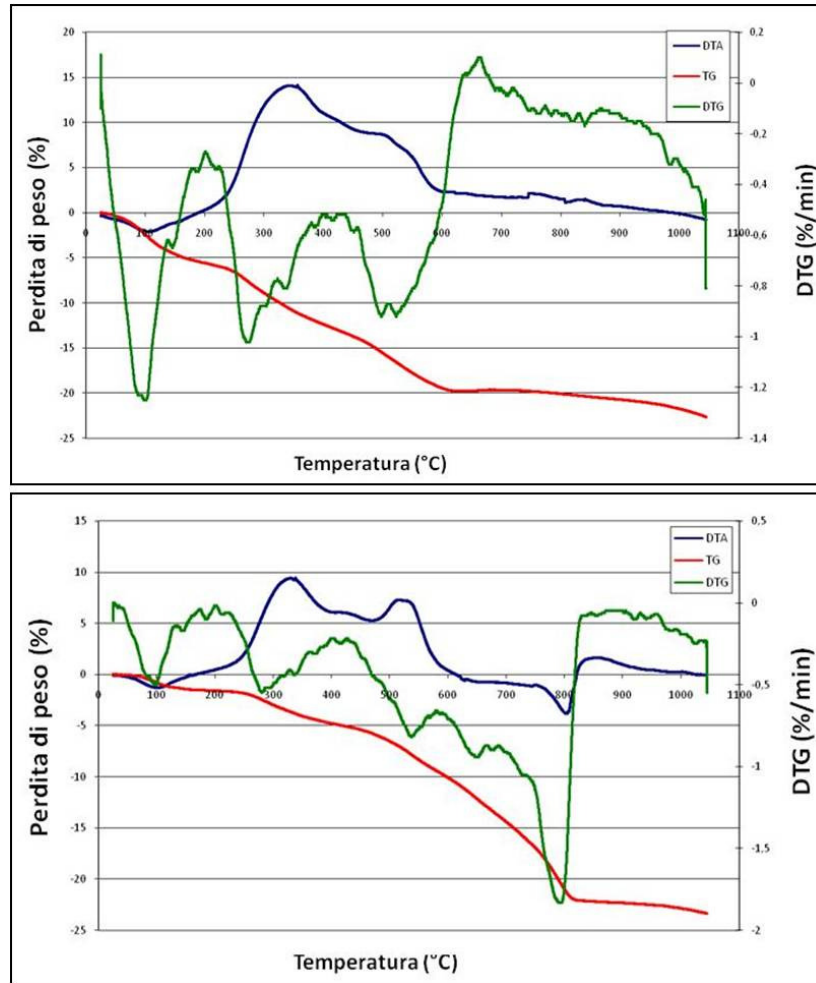 20
15
10
5
0
-5
-10
-15
-20
-25
Perdita di peso (%)
0 100 200 300 400 500 600 700 800 900 1000 1100
Temperatura (°C)
0,2
0
-0,2
-0,4
-0,6
-0,8
-1
-1,2
-1,4
DTG (%/min)
DTA
TG
DTG
15
10
5
0
-5
-10
-15
-20
-25
Perdita di peso (%)
0 100 200 300 400 500 600 700 800 900 1000 1100
Temperatura (°C)
0,5
0
-0,5
-1
-1,5
-2
DTG (%/min)
DTA
TG
DTG